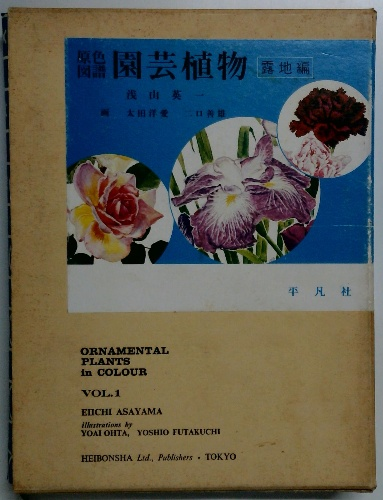 原色図譜 園芸植物 露地編
浅山英一
画 太田洋愛 二口善雄
平凡社
ORNAMENTAL
PLANTS
in COLOUR
VOL.1
EIICHI ASAYAMA
illustrations by
YOAI OHTA, YOSHIO FUTAKUCHI
HEIBONSHA Ltd., Publishers · TOKYO